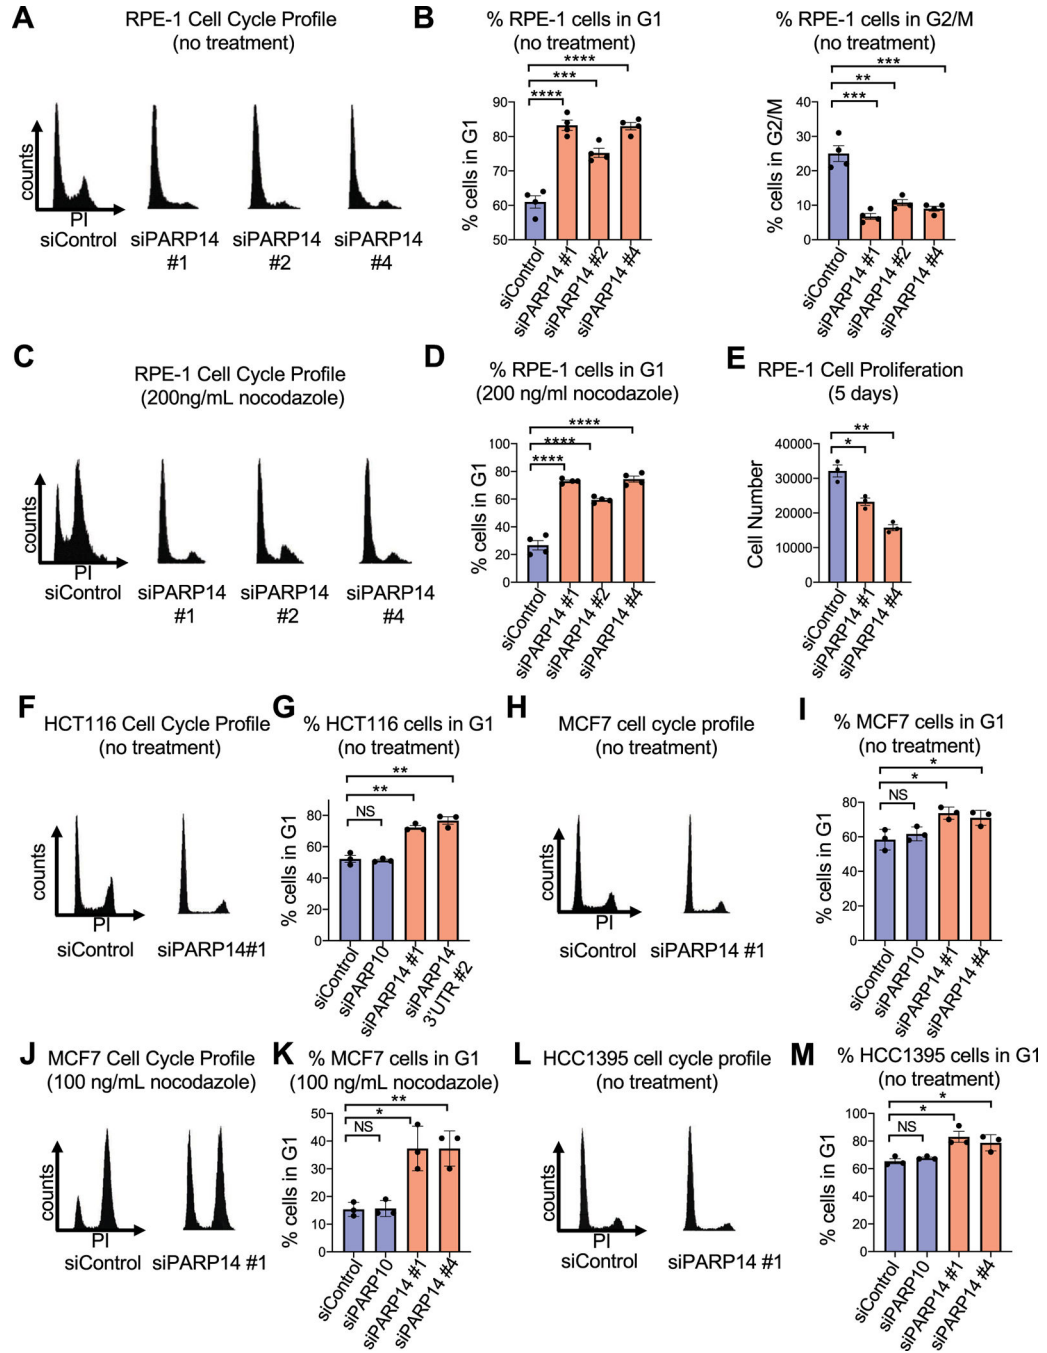 A
RPE-1 Cell Cycle Profile
(no treatment)
counts
PI
siControl
siPARP14
#1
siPARP14
#2
siPARP14
#4
B
% RPE-1 cells in G1
(no treatment)
****
***
****
% cells in G1
90
80
70
60
50
siControl
siPARP14 #1
siPARP14 #2
siPARP14 #4
% RPE-1 cells in G2/M
(no treatment)
***
**
***
% cells in G2/M
40
30
20
10
0
siControl
siPARP14 #1
siPARP14 #2
siPARP14 #4
C
RPE-1 Cell Cycle Profile
(200ng/mL nocodazole)
counts
PI
siControl
siPARP14
#1
siPARP14
#2
siPARP14
#4
D
% RPE-1 cells in G1
(200 ng/ml nocodazole)
****
****
****
% cells in G1
100
80
60
40
20
0
siControl
siPARP14 #1
siPARP14 #2
siPARP14 #4
E
RPE-1 Cell Proliferation
(5 days)
**
*
Cell Number
40000
30000
20000
10000
0
siControl
siPARP14 #1
siPARP14 #4
F
HCT116 Cell Cycle Profile
(no treatment)
counts
PI
siControl
siPARP14#1
G
% HCT116 cells in G1
(no treatment)
**
**
NS
% cells in G1
80
60
40
20
0
siControl
siPARP10
siPARP14 #1
siPARP14
3'UTR #2
H
MCF7 cell cycle profile
(no treatment)
counts
PI
siControl
siPARP14 #1
I
% MCF7 cells in G1
(no treatment)
*
*
NS
% cells in G1
80
60
40
20
0
siControl
siPARP10
siPARP14 #1
siPARP14 #4
J
MCF7 Cell Cycle Profile
(100 ng/mL nocodazole)
counts
PI
siControl
siPARP14 #1
K
% MCF7 cells in G1
(100 ng/mL nocodazole)
**
*
NS
% cells in G1
50
40
30
20
10
0
siControl
siPARP10
siPARP14 #1
siPARP14 #4
L
HCC1395 cell cycle profile
(no treatment)
counts
PI
siControl
siPARP14 #1
M
% HCC1395 cells in G1
(no treatment)
*
*
NS
% cells in G1
100
80
60
40
20
0
siControl
siPARP10
siPARP14 #1
siPARP14 #4